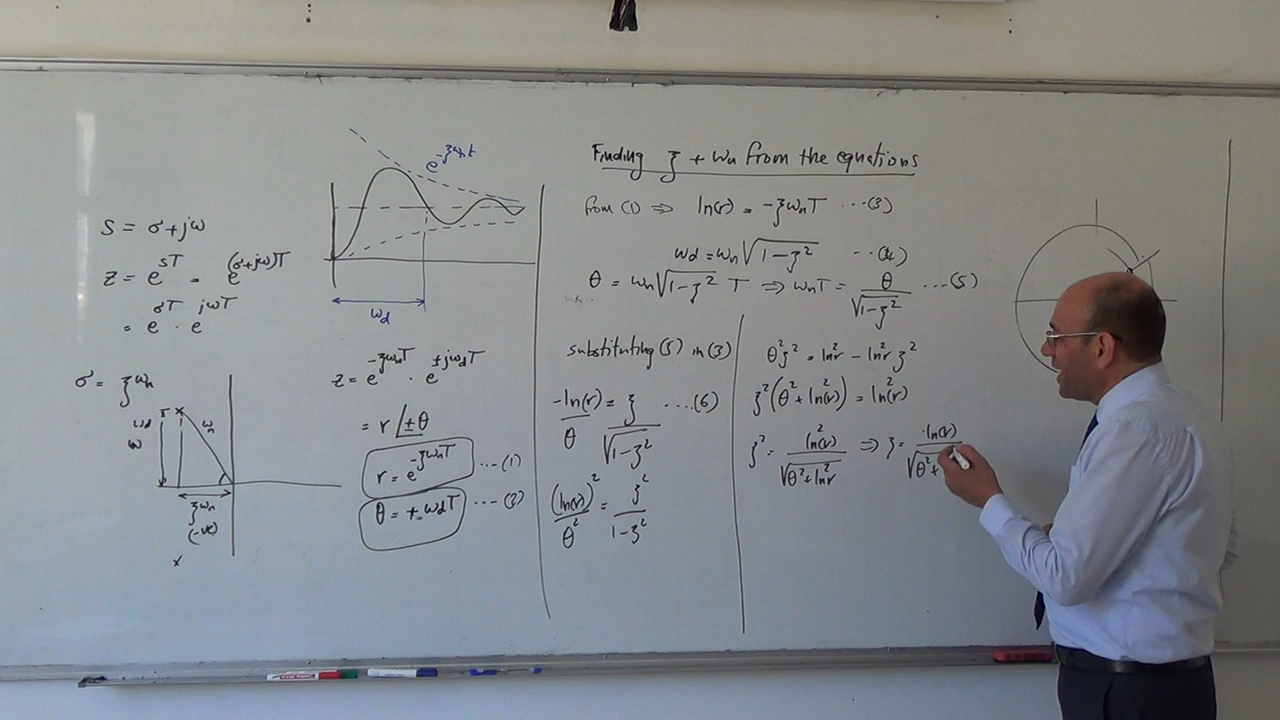 S = σ+jω
z = e^{sT} = e^{(σ+jω)T}
= e^{σT} · e^{jωT}
σ = ζωn
ωd
ω
ωn
ζωn
(-ve)
e^{-ζωnt}
ωd
z = e^{-ζωnT} · e^{±jωdT}
= r ∠±θ
r = e^{-ζωnT} ...(1)
θ = ±ωdT ...(3)
Finding ζ + ωn from the equations
from (1) ⇒ ln(r) = -ζωnT ...(3)
ωd = ωn√(1-ζ²) ...(4)
θ = ωn√(1-ζ²) T ⇒ ωnT = θ/√(1-ζ²) ...(5)
substituting (5) in (3)
-ln(r)/θ = ζ/√(1-ζ²) ....(6)
(ln(r))²/θ² = ζ²/(1-ζ²)
θ²ζ² = ln²r - ln²r ζ²
ζ²(θ² + ln²(r)) = ln²(r)
ζ² = ln²(r)/√(θ²+ln²r) ⇒ ζ = -ln(r)/√(θ²+